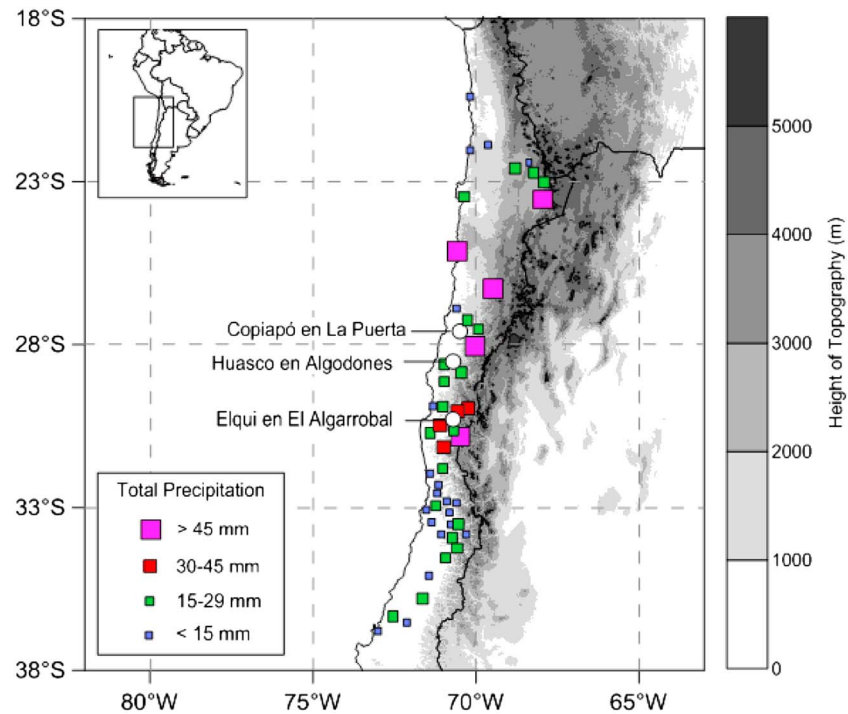 18°S
23°S
28°S
33°S
38°S
80°W
75°W
70°W
65°W
Copiapó en La Puerta
Huasco en Algodones
Elqui en El Algarrobal
Total Precipitation
> 45 mm
30-45 mm
15-29 mm
< 15 mm
5000
4000
3000
2000
1000
0
Height of Topography (m)